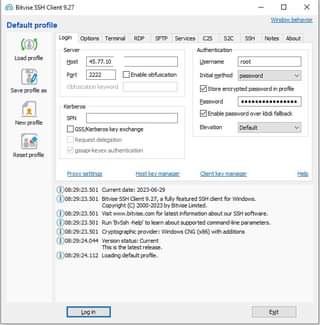 Bitvise SSH Client 9.27
Window behavior
Default profile
Load profile
Save profile as
New profile
Reset profile
Login Options Terminal RDP SFTP Services C2S S2C SSH Notes About
Server
Host 45.77.10
Port 2222 Enable obfuscation
Obfuscation keyword
Kerberos
SPN
GSS/Kerberos key exchange
Request delegation
gssapi-keyex authentication
Authentication
Username root
Initial method password
Store encrypted password in profile
Password
Enable password over kbdi fallback
Elevation Default
Proxy settings Host key manager Client key manager Help
08:29:23.501 Current date: 2023-06-29
08:29:23.501 Bitvise SSH Client 9.27, a fully featured SSH client for Windows.
Copyright (C) 2000-2023 by Bitvise Limited.
08:29:23.501 Visit www.bitvise.com for latest information about our SSH software.
08:29:23.501 Run 'BvSsh -help' to learn about supported command-line parameters.
08:29:23.501 Cryptographic provider: Windows CNG (x86) with additions
08:29:24.044 Version status: Current
This is the latest release.
08:29:24.112 Loading default profile.
Log in
Exit